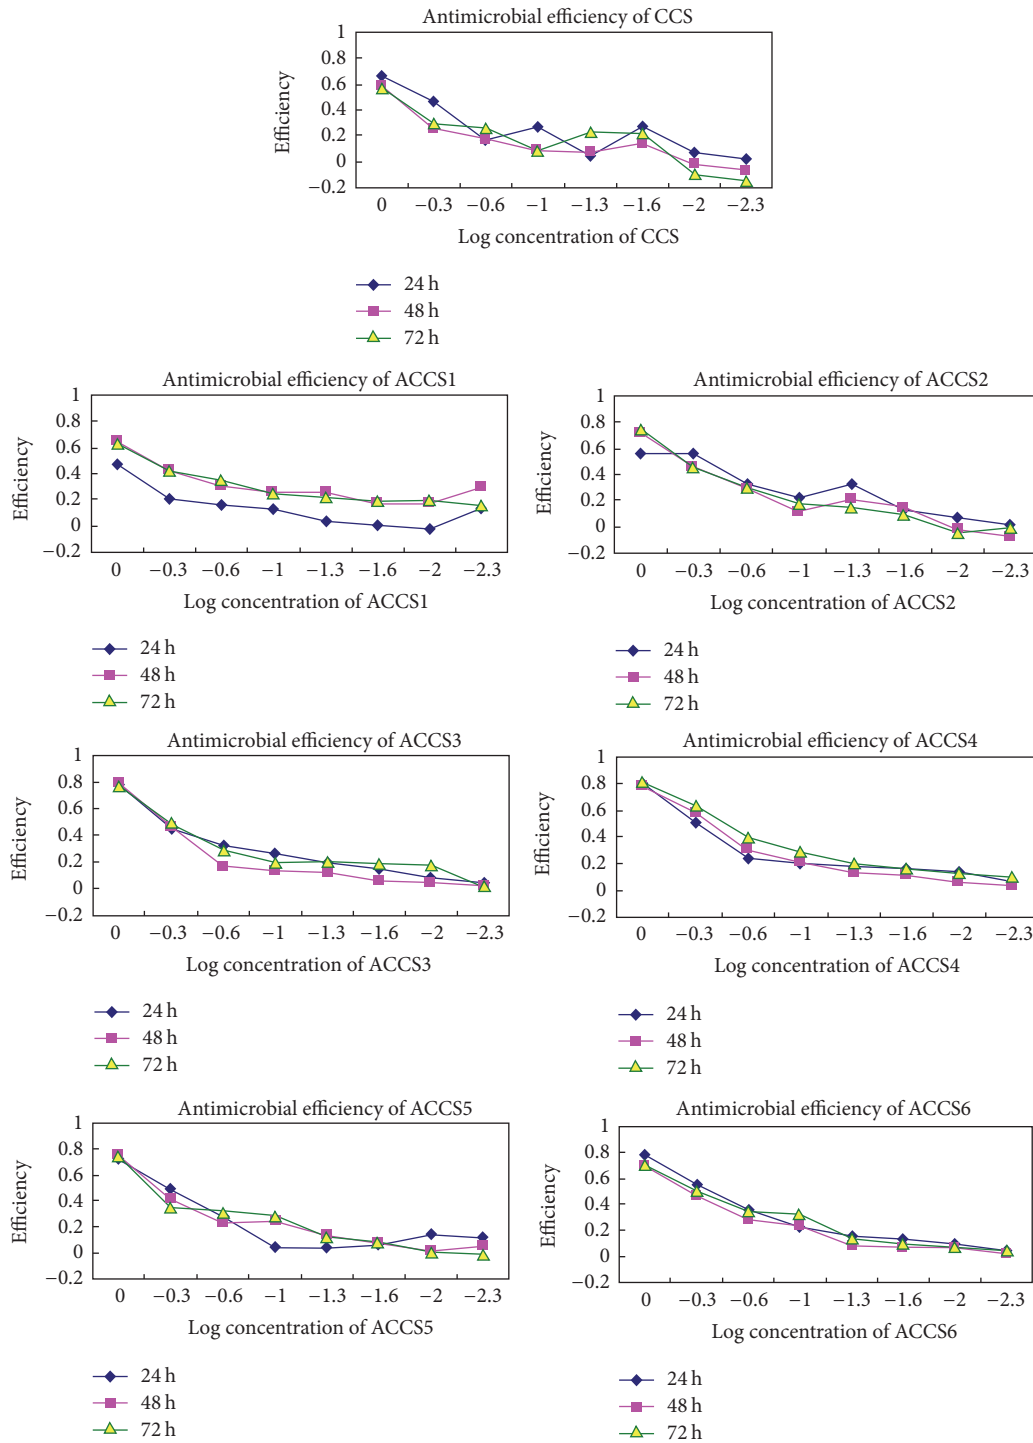 Antimicrobial efficiency of CCS
1
0.8
0.6
0.4
0.2
0
−0.2
Efficiency
0 −0.3 −0.6 −1 −1.3 −1.6 −2 −2.3
Log concentration of CCS
24 h
48 h
72 h
Antimicrobial efficiency of ACCS1
1
0.8
0.6
0.4
0.2
0
−0.2
Efficiency
0 −0.3 −0.6 −1 −1.3 −1.6 −2 −2.3
Log concentration of ACCS1
24 h
48 h
72 h
Antimicrobial efficiency of ACCS2
1
0.8
0.6
0.4
0.2
0
−0.2
Efficiency
0 −0.3 −0.6 −1 −1.3 −1.6 −2 −2.3
Log concentration of ACCS2
24 h
48 h
72 h
Antimicrobial efficiency of ACCS3
1
0.8
0.6
0.4
0.2
0
−0.2
Efficiency
0 −0.3 −0.6 −1 −1.3 −1.6 −2 −2.3
Log concentration of ACCS3
24 h
48 h
72 h
Antimicrobial efficiency of ACCS4
1
0.8
0.6
0.4
0.2
0
−0.2
Efficiency
0 −0.3 −0.6 −1 −1.3 −1.6 −2 −2.3
Log concentration of ACCS4
24 h
48 h
72 h
Antimicrobial efficiency of ACCS5
1
0.8
0.6
0.4
0.2
0
−0.2
Efficiency
0 −0.3 −0.6 −1 −1.3 −1.6 −2 −2.3
Log concentration of ACCS5
24 h
48 h
72 h
Antimicrobial efficiency of ACCS6
1
0.8
0.6
0.4
0.2
0
−0.2
Efficiency
0 −0.3 −0.6 −1 −1.3 −1.6 −2 −2.3
Log concentration of ACCS6
24 h
48 h
72 h